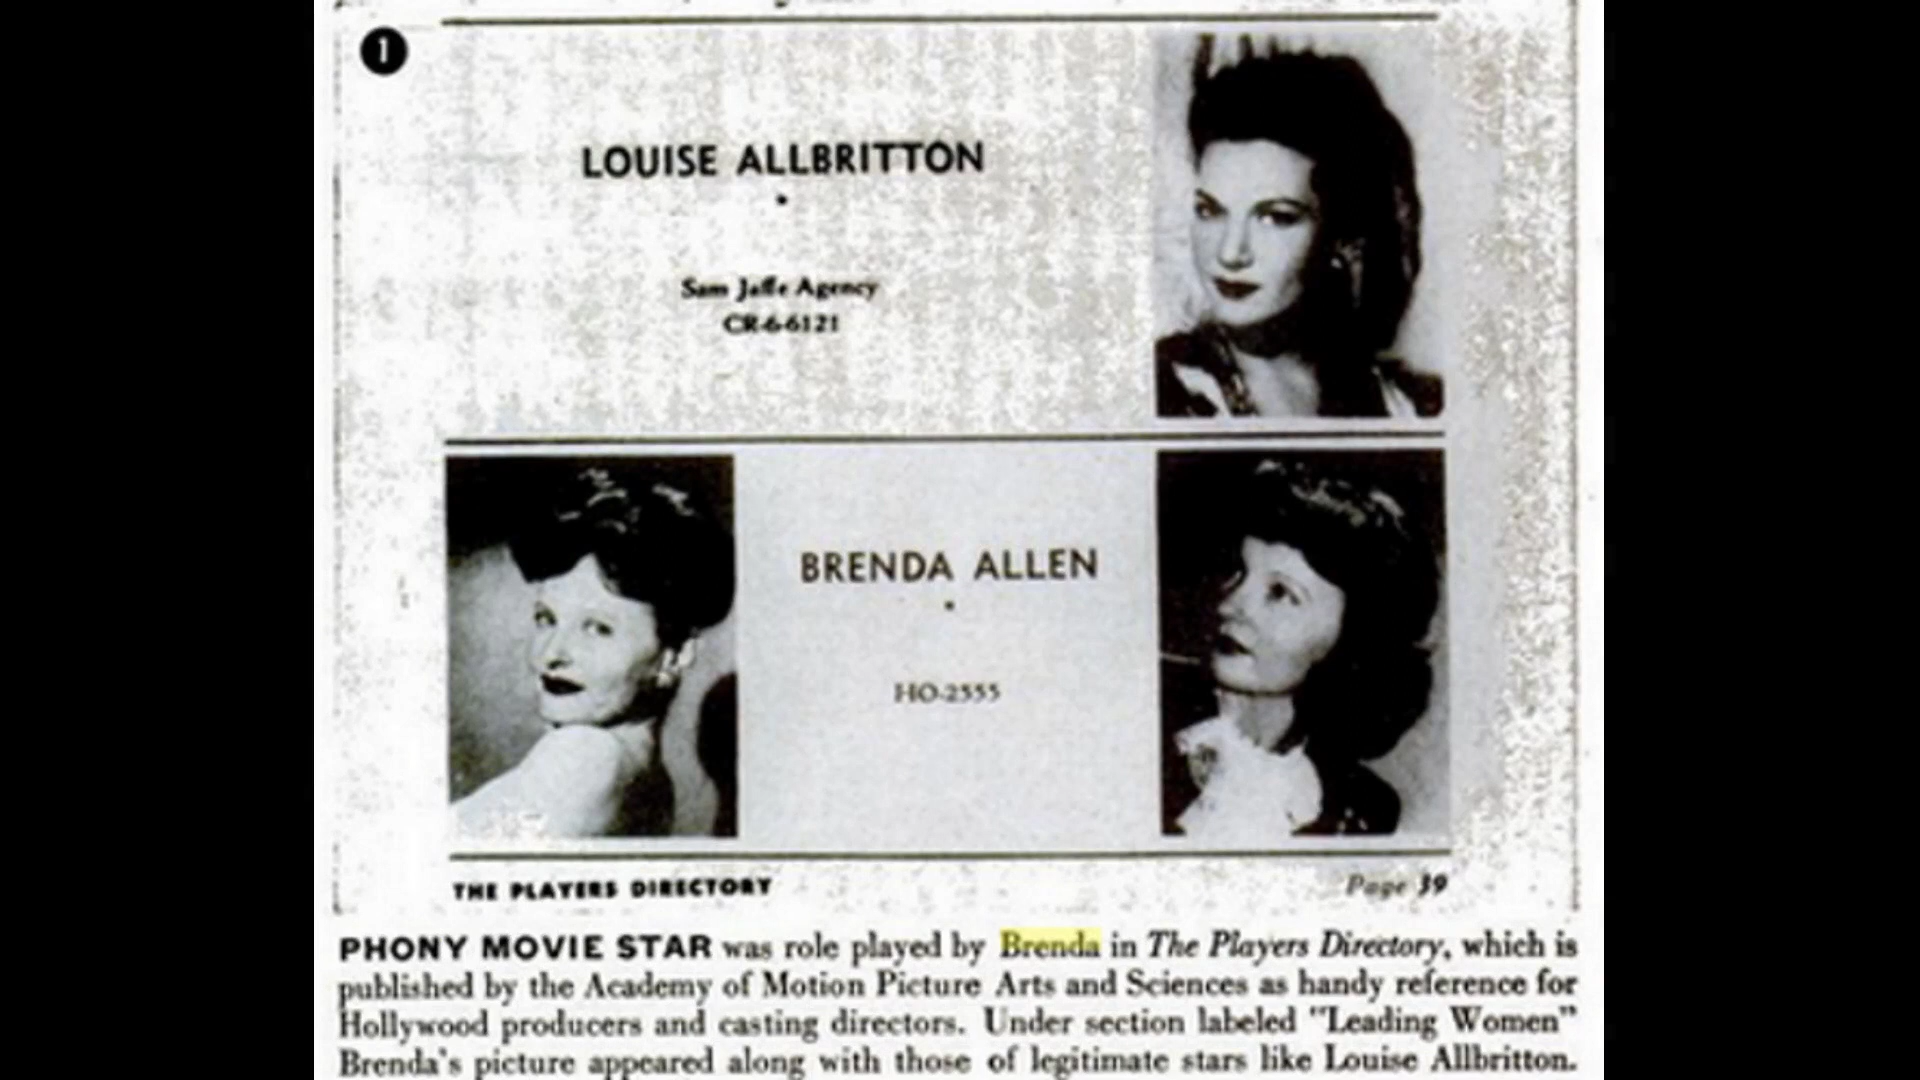 1
LOUISE ALLBRITTON
Sam Jaffe Agency
CR-6-6121
BRENDA ALLEN
HO-2555
THE PLAYERS DIRECTORY
Page 39
PHONY MOVIE STAR was role played by Brenda in The Players Directory, which is
published by the Academy of Motion Picture Arts and Sciences as handy reference for
Hollywood producers and casting directors. Under section labeled "Leading Women"
Brenda's picture appeared along with those of legitimate stars like Louise Allbritton.